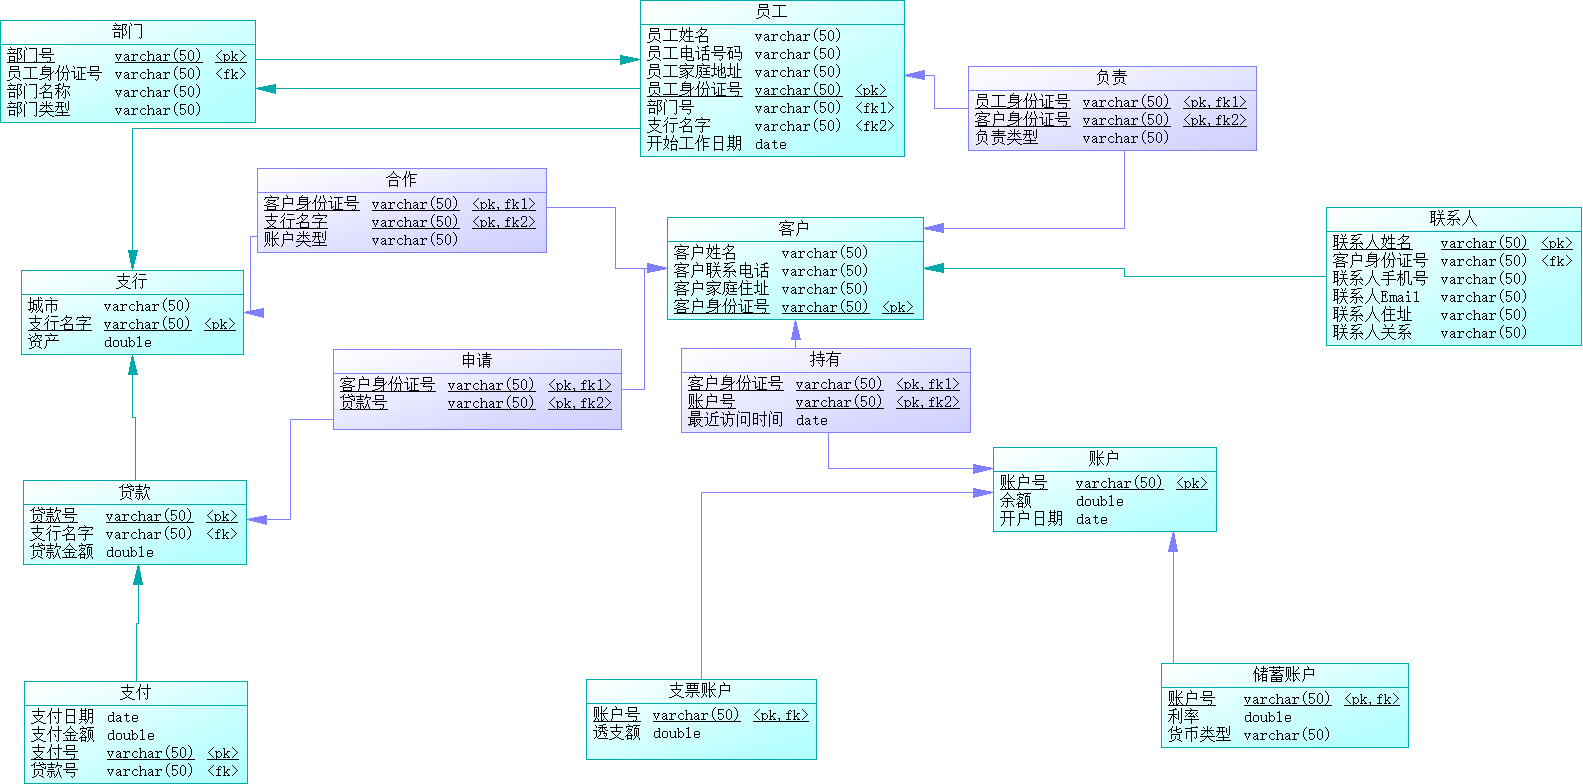 部门
部门号 varchar(50) <pk>
员工身份证号 varchar(50) <fk>
部门名称 varchar(50)
部门类型 varchar(50)
员工
员工姓名 varchar(50)
员工电话号码 varchar(50)
员工家庭地址 varchar(50)
员工身份证号 varchar(50) <pk>
部门号 varchar(50) <fk1>
支行名字 varchar(50) <fk2>
开始工作日期 date
负责
员工身份证号 varchar(50) <pk,fk1>
客户身份证号 varchar(50) <pk,fk2>
负责类型 varchar(50)
合作
客户身份证号 varchar(50) <pk,fk1>
支行名字 varchar(50) <pk,fk2>
账户类型 varchar(50)
客户
客户姓名 varchar(50)
客户联系电话 varchar(50)
客户家庭住址 varchar(50)
客户身份证号 varchar(50) <pk>
联系人
联系人姓名 varchar(50) <pk>
客户身份证号 varchar(50) <fk>
联系人手机号 varchar(50)
联系人Email varchar(50)
联系人住址 varchar(50)
联系人关系 varchar(50)
支行
城市 varchar(50)
支行名字 varchar(50) <pk>
资产 double
申请
客户身份证号 varchar(50) <pk,fk1>
贷款号 varchar(50) <pk,fk2>
持有
客户身份证号 varchar(50) <pk,fk1>
账户号 varchar(50) <pk,fk2>
最近访问时间 date
账户
账户号 varchar(50) <pk>
余额 double
开户日期 date
贷款
贷款号 varchar(50) <pk>
支行名字 varchar(50) <fk>
贷款金额 double
支付
支付日期 date
支付金额 double
支付号 varchar(50) <pk>
贷款号 varchar(50) <fk>
支票账户
账户号 varchar(50) <pk,fk>
透支额 double
储蓄账户
账户号 varchar(50) <pk,fk>
利率 double
货币类型 varchar(50)